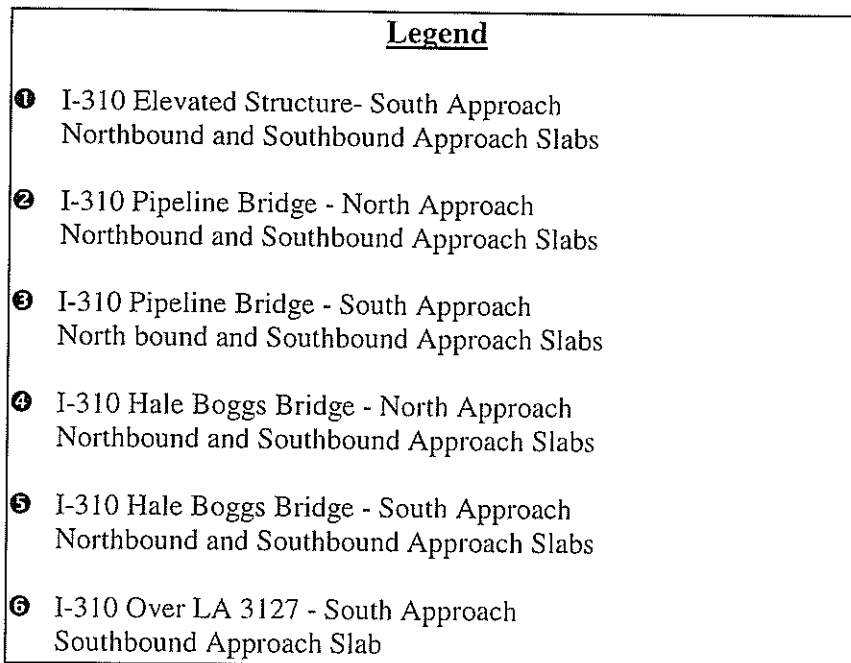 Legend
❶ I-310 Elevated Structure- South Approach
Northbound and Southbound Approach Slabs
❷ I-310 Pipeline Bridge - North Approach
Northbound and Southbound Approach Slabs
❸ I-310 Pipeline Bridge - South Approach
North bound and Southbound Approach Slabs
❹ I-310 Hale Boggs Bridge - North Approach
Northbound and Southbound Approach Slabs
❺ I-310 Hale Boggs Bridge - South Approach
Northbound and Southbound Approach Slabs
❻ I-310 Over LA 3127 - South Approach
Southbound Approach Slab